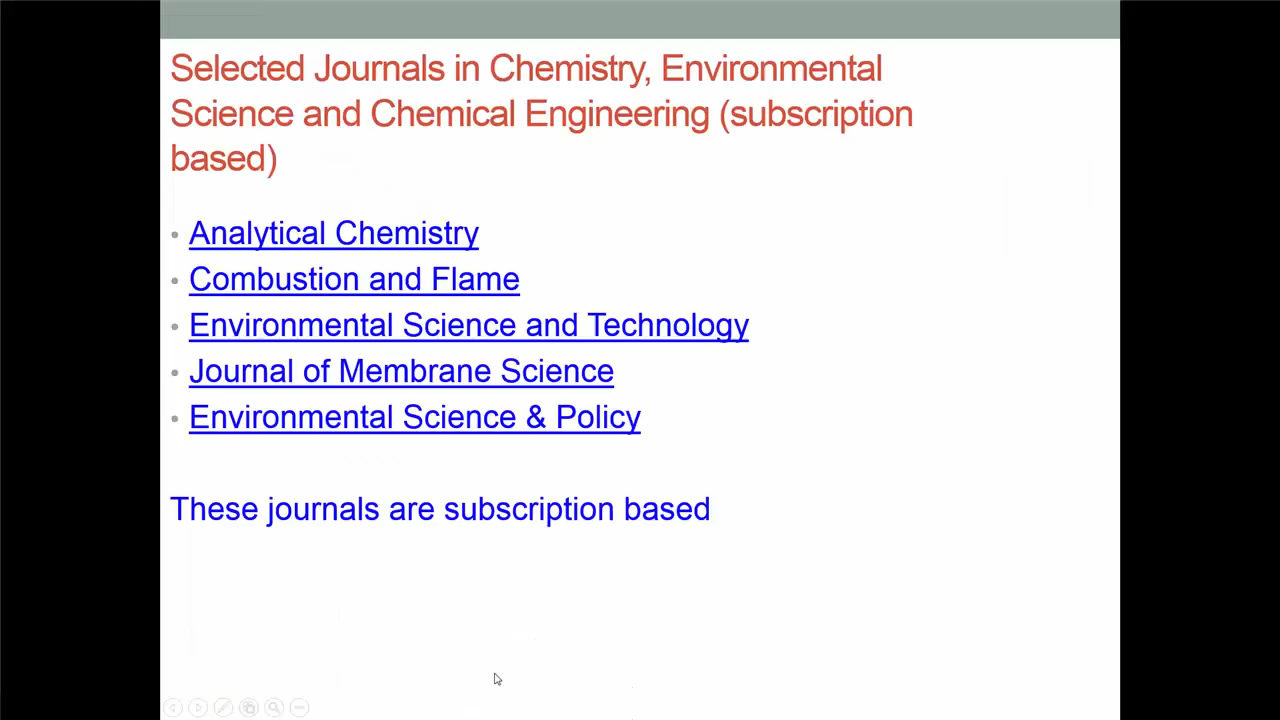 Selected Journals in Chemistry, Environmental
Science and Chemical Engineering (subscription
based)
• Analytical Chemistry
• Combustion and Flame
• Environmental Science and Technology
• Journal of Membrane Science
• Environmental Science & Policy
These journals are subscription based